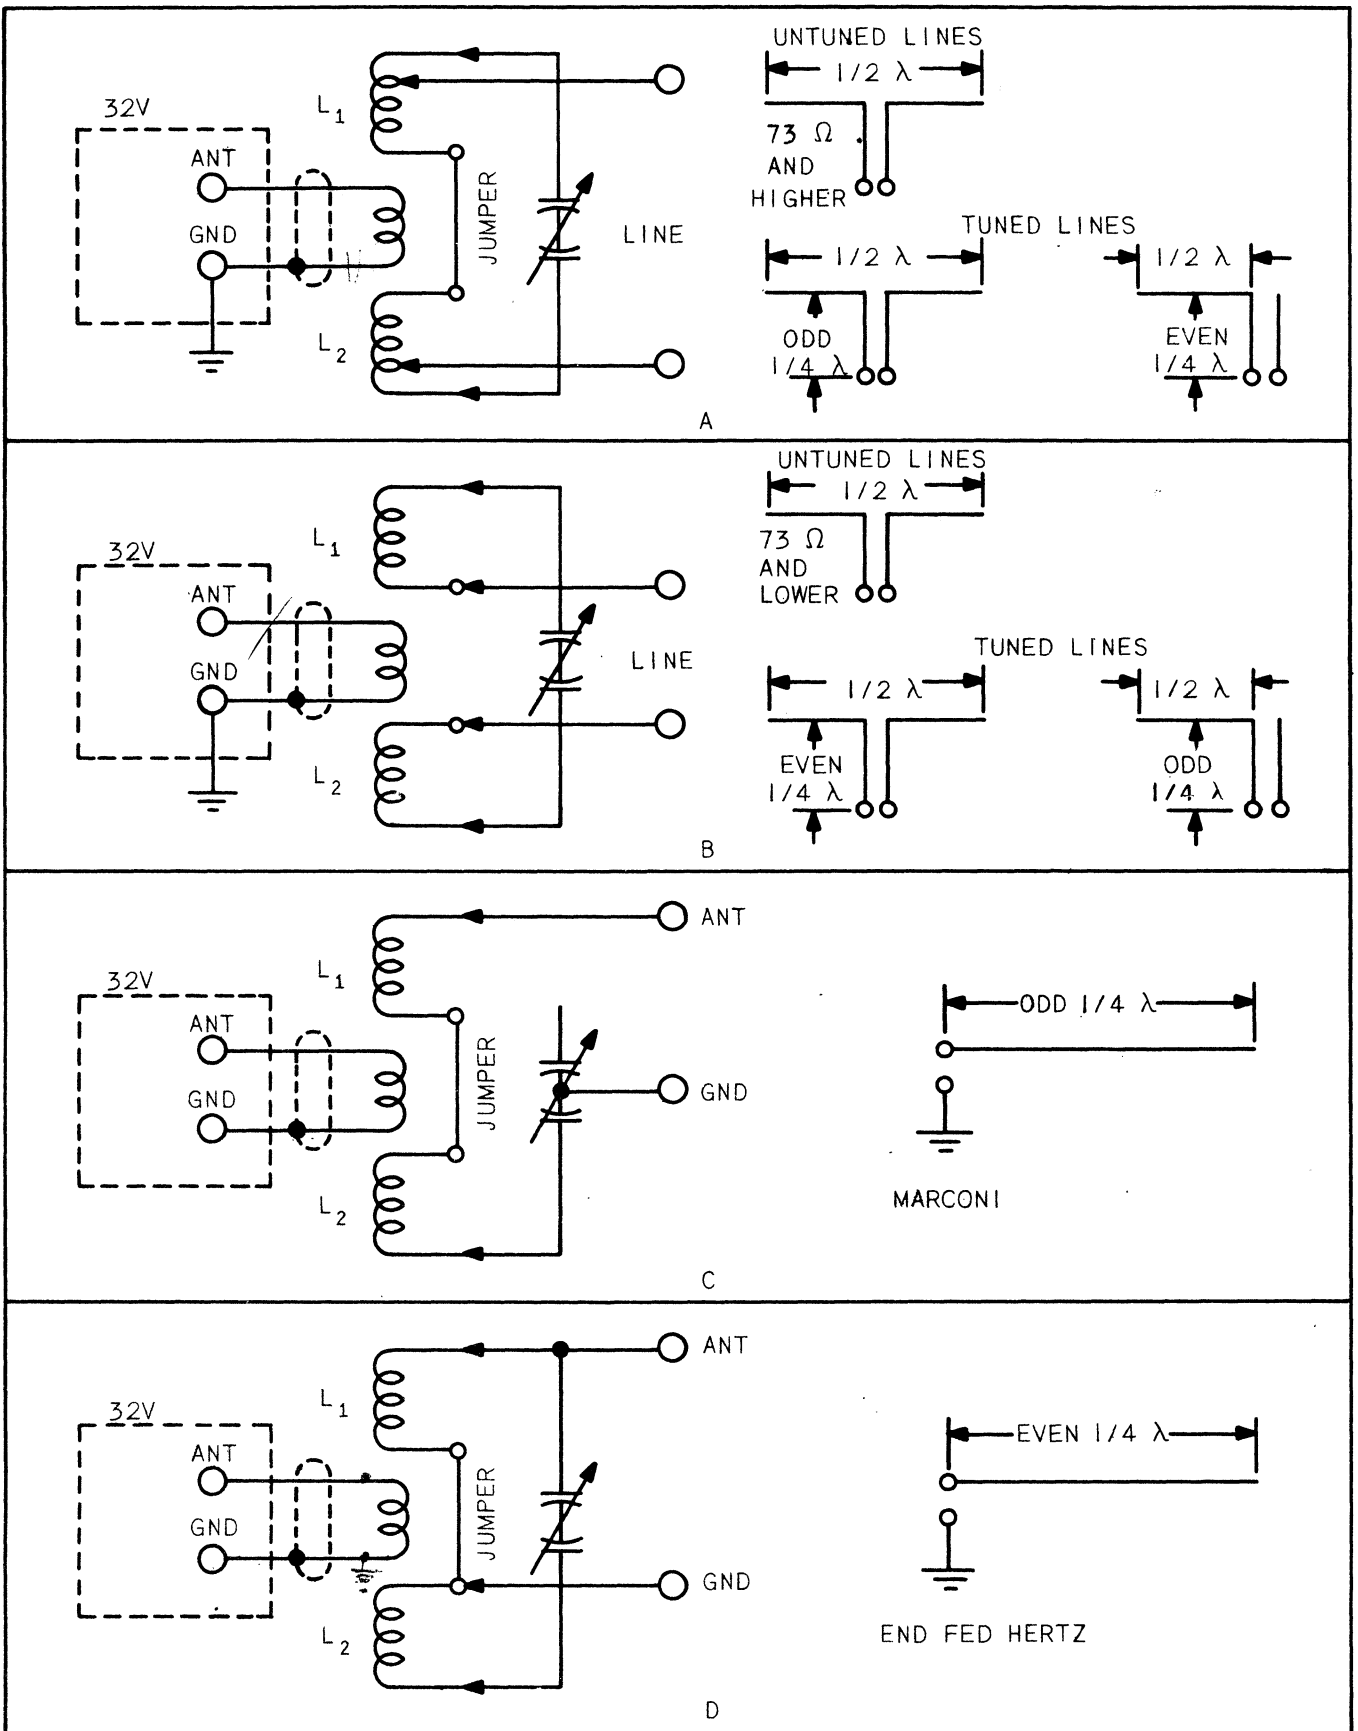 UNTUNED LINES
1/2 λ
32V
L1
ANT
73 Ω
AND
HIGHER
JUMPER
GND
LINE
TUNED LINES
1/2 λ
1/2 λ
L2
ODD
1/4 λ
EVEN
1/4 λ
A
UNTUNED LINES
1/2 λ
32V
L1
73 Ω
AND
LOWER
ANT
GND
LINE
TUNED LINES
1/2 λ
1/2 λ
L2
EVEN
1/4 λ
ODD
1/4 λ
B
ANT
32V
L1
ODD 1/4 λ
ANT
JUMPER
GND
GND
L2
MARCONI
C
ANT
32V
L1
EVEN 1/4 λ
ANT
JUMPER
GND
GND
L2
END FED HERTZ
D